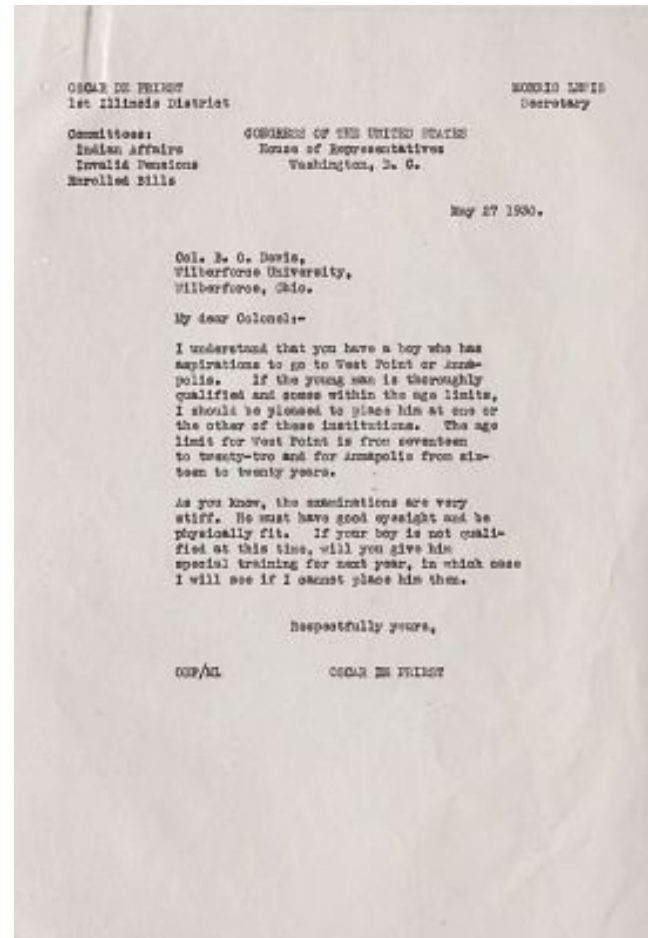 OSCAR DE PRIEST
1st Illinois District
MORRIS LEWIS
Secretary
Committees:
Indian Affairs
Invalid Pensions
Enrolled Bills
CONGRESS OF THE UNITED STATES
House of Representatives
Washington, D. C.
May 27 1930.
Col. B. O. Davis,
Wilberforce University,
Wilberforce, Ohio.
My dear Colonel:-
I understand that you have a boy who has
aspirations to go to West Point or Anna-
polis. If the young man is thoroughly
qualified and comes within the age limits,
I should be pleased to place him at one or
the other of these institutions. The age
limit for West Point is from seventeen
to twenty-two and for Annapolis from six-
teen to twenty years.
As you know, the examinations are very
stiff. He must have good eyesight and be
physically fit. If your boy is not quali-
fied at this time, will you give him
special training for next year, in which case
I will see if I cannot place him then.
Respectfully yours,
ODP/ML
OSCAR DE PRIEST